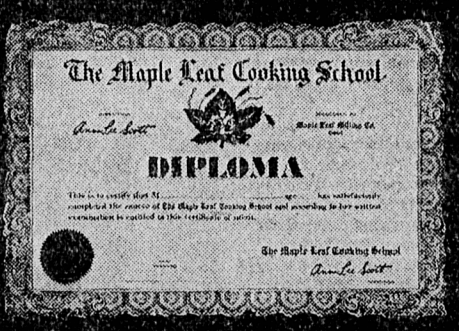 The Maple Leaf Cooking School
Anna Lee Scott
Maple Leaf Milling Co.
DIPLOMA
This is to certify that M has satisfactorily
completed the course of The Maple Leaf Cooking School and according to her written
examination is entitled to this certificate of merit.
The Maple Leaf Cooking School
Anna Lee Scott